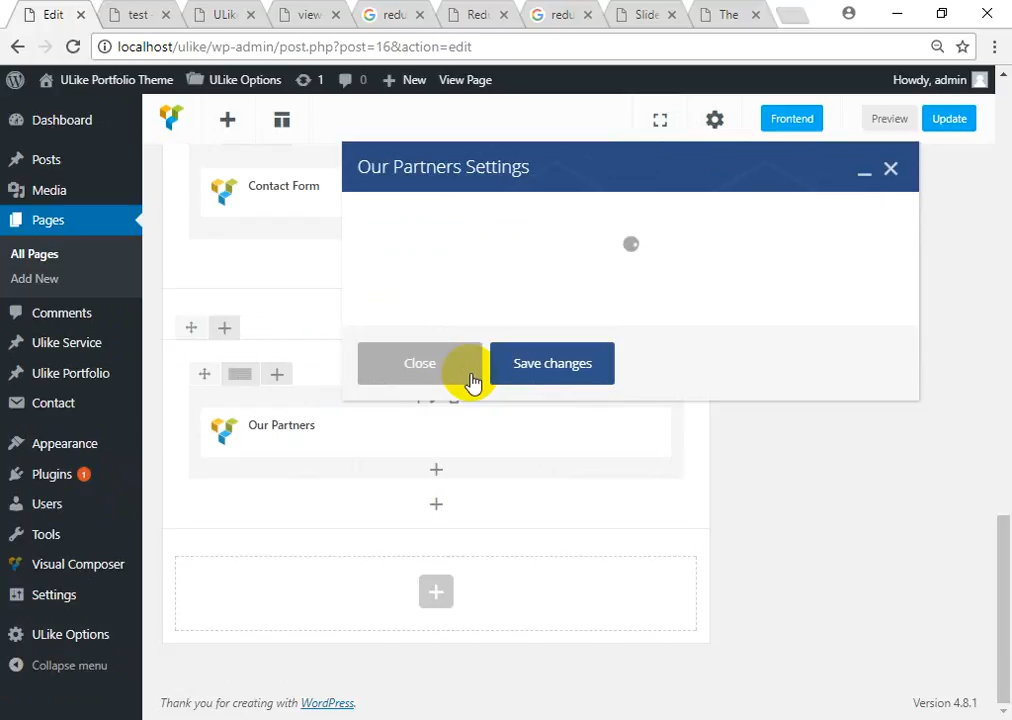 Edit
test
ULik
view
redu
Redu
redu
Slide
The
localhost/ulike/wp-admin/post.php?post=16&action=edit
ULike Portfolio Theme
ULike Options
1
0
New
View Page
Howdy, admin
Dashboard
Posts
Media
Pages
All Pages
Add New
Comments
ULike Service
ULike Portfolio
Contact
Appearance
Plugins 1
Users
Tools
Visual Composer
Settings
ULike Options
Collapse menu
Frontend
Preview
Update
Contact Form
Our Partners Settings
Close
Save changes
Our Partners
Thank you for creating with WordPress.
Version 4.8.1